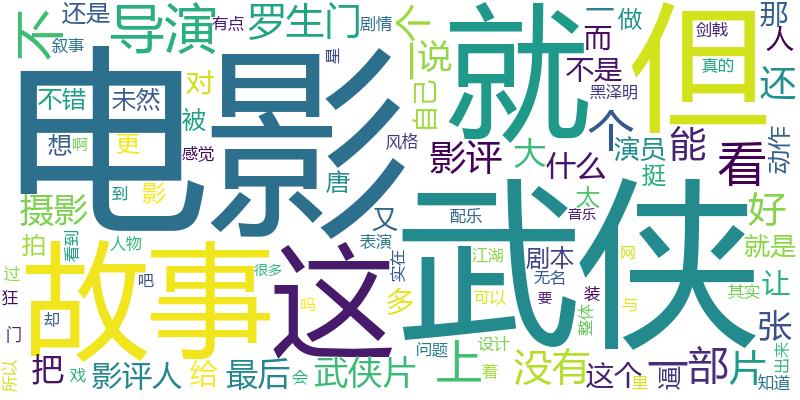 还是
有点
剧情
个
一
做
那
不
叙事
导演
罗生门
星
说
就
但
而
剑戟
人
不是
真的
还
电影
不错
未然
对
被
自己
一个
黑泽明
想
啊
更
感觉
风格
影评
大
什么
个
演员
能
看
动作
挺
到
影
唐
太
摄影
拍
看到
人物
故事
这
又
配乐
音乐
武侠
好
表演
实在
江湖
剧本
网
就是
吧
很多
多
无名
让
过
狂
门
却
吗
可以
要
装
与
其实
整体
张
所以
把
戏
影评人
给
最后
会
武侠片
问题
上
设计
着
没有
这个
里
逼
一部
片
知道
出来